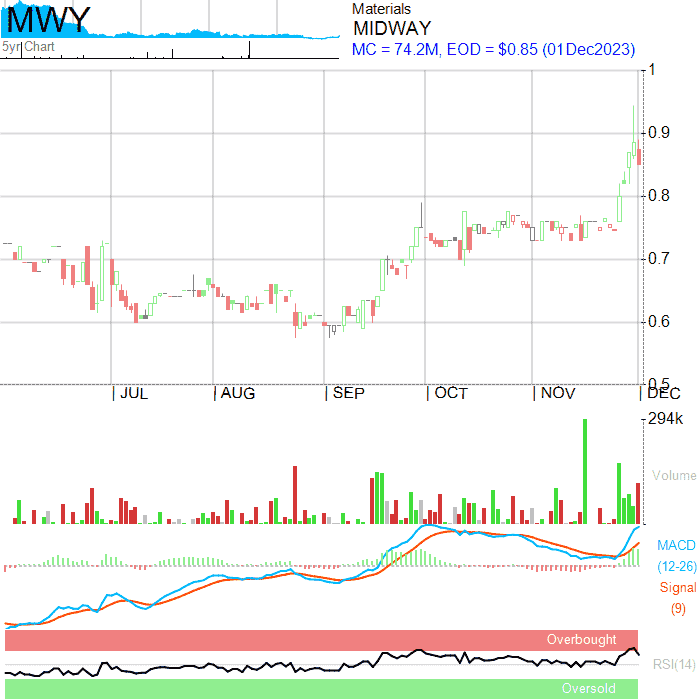 MWY
5yr Chart
Materials
MIDWAY
MC = 74.2M, EOD = $0.85 (01Dec2023)
1
0.9
0.8
0.7
0.6
0.5
JUL
AUG
SEP
OCT
NOV
DEC
294k
Volume
MACD
(12-26)
Signal
(9)
Overbought
RSI(14)
Oversold